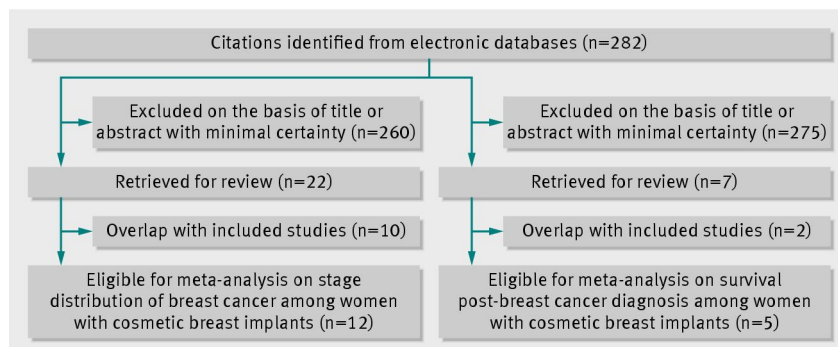 Citations identified from electronic databases (n=282)
Excluded on the basis of title or
abstract with minimal certainty (n=260)
Retrieved for review (n=22)
Overlap with included studies (n=10)
Eligible for meta-analysis on stage
distribution of breast cancer among women
with cosmetic breast implants (n=12)
Excluded on the basis of title or
abstract with minimal certainty (n=275)
Retrieved for review (n=7)
Overlap with included studies (n=2)
Eligible for meta-analysis on survival
post-breast cancer diagnosis among women
with cosmetic breast implants (n=5)